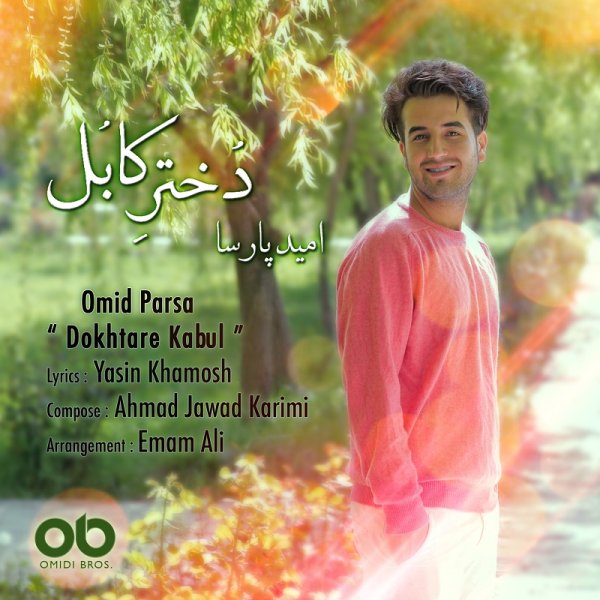 دُخترِ کابُل
امید پارسا
Omid Parsa
“ Dokhtare Kabul ”
Lyrics : Yasin Khamosh
Compose : Ahmad Jawad Karimi
Arrangement : Emam Ali
ob
OMIDI BROS.